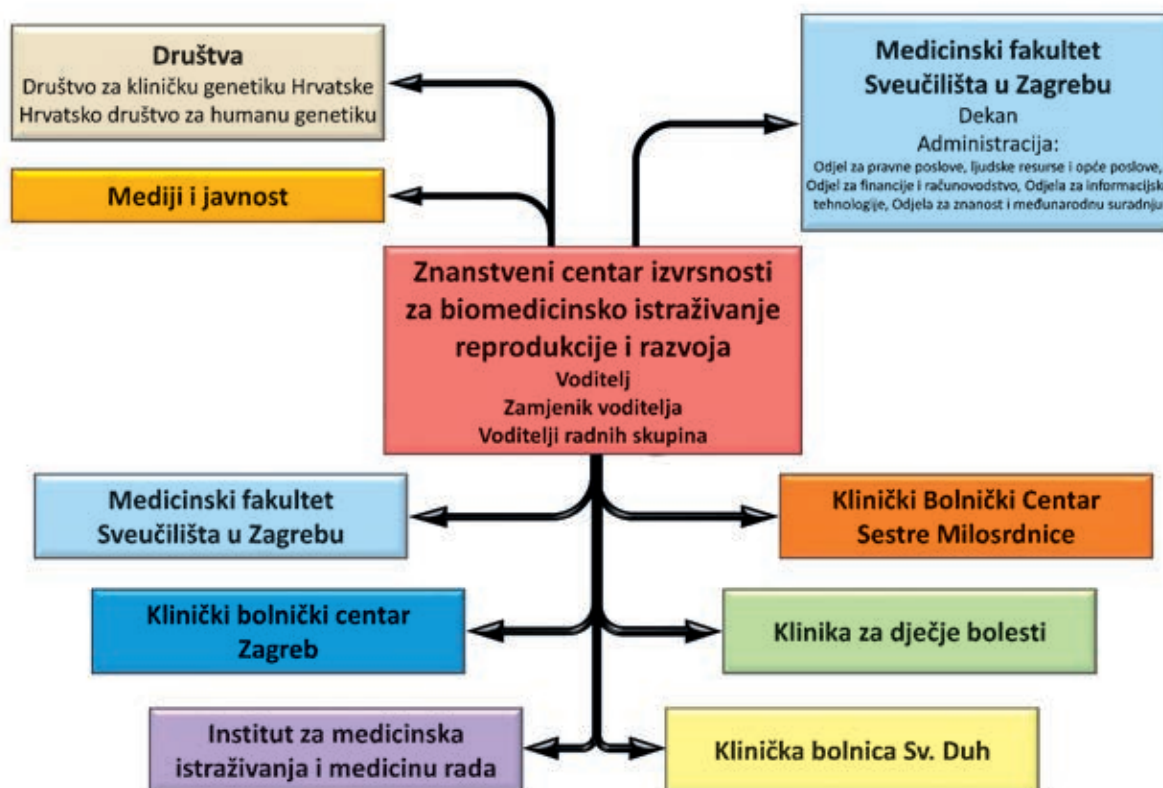 Društva
Društvo za kliničku genetiku Hrvatske
Hrvatsko društvo za humanu genetiku
Mediji i javnost
Medicinski fakultet
Sveučilišta u Zagrebu
Dekan
Administracija:
Odjel za pravne poslove, ljudske resurse i opće poslove,
Odjel za financije i računovodstvo, Odjela za informacijske
tehnologije, Odjela za znanost i međunarodnu suradnju
Znanstveni centar izvrsnosti
za biomedicinsko istraživanje
reprodukcije i razvoja
Voditelj
Zamjenik voditelja
Voditelji radnih skupina
Medicinski fakultet
Sveučilišta u Zagrebu
Klinički Bolnički Centar
Sestre Milosrdnice
Klinički bolnički centar
Zagreb
Klinika za dječje bolesti
Institut za medicinska
istraživanja i medicinu rada
Klinička bolnica Sv. Duh